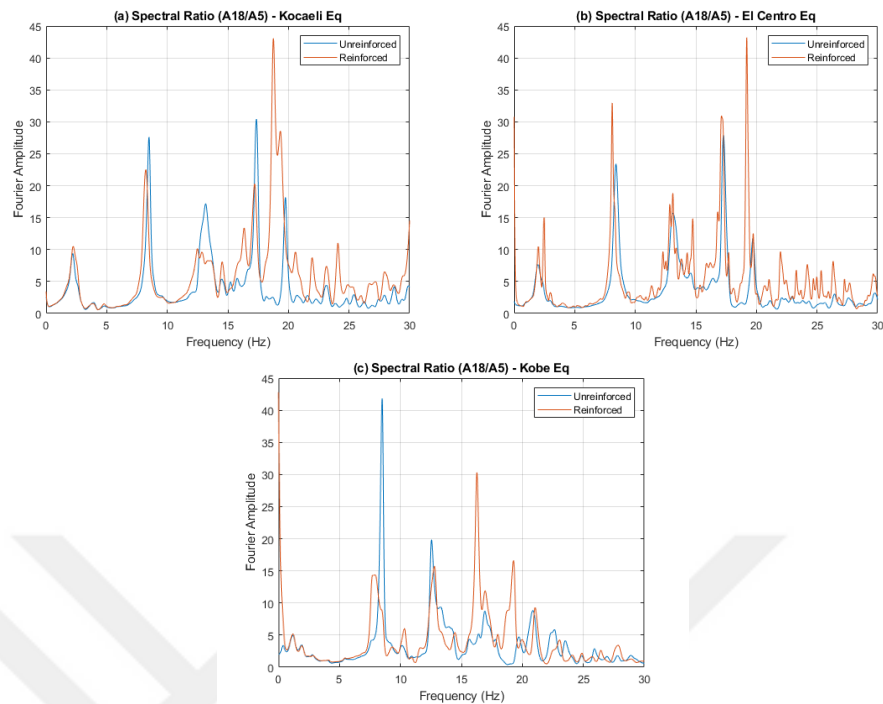 (a) Spectral Ratio (A18/A5) - Kocaeli Eq
45
40
35
30
25
20
15
10
5
0
Fourier Amplitude
Unreinforced
Reinforced
0 5 10 15 20 25 30
Frequency (Hz)
(b) Spectral Ratio (A18/A5) - El Centro Eq
45
40
35
30
25
20
15
10
5
0
Fourier Amplitude
Unreinforced
Reinforced
0 5 10 15 20 25 30
Frequency (Hz)
(c) Spectral Ratio (A18/A5) - Kobe Eq
45
40
35
30
25
20
15
10
5
0
Fourier Amplitude
Unreinforced
Reinforced
0 5 10 15 20 25 30
Frequency (Hz)